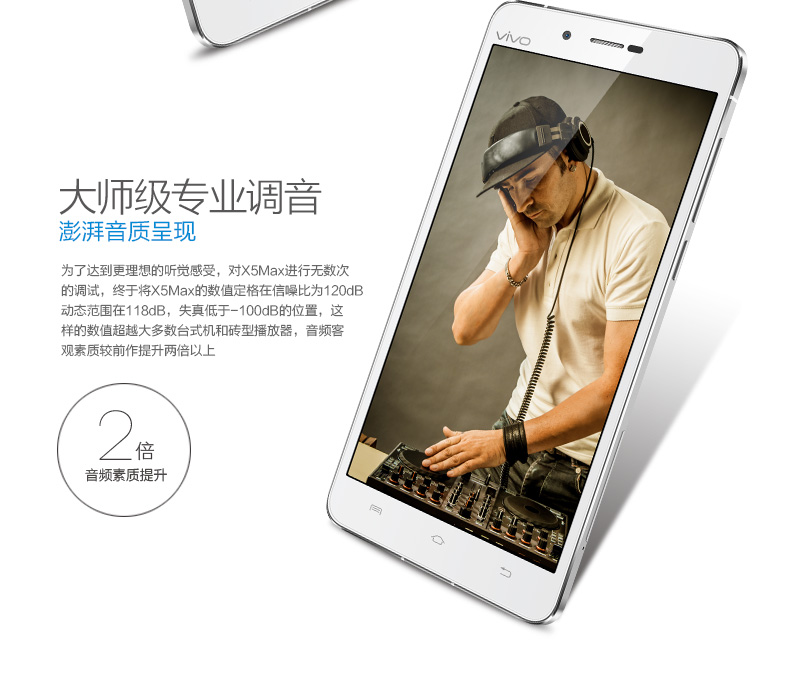 vivo
大师级专业调音
澎湃音质呈现
为了达到更理想的听觉感受，对X5Max进行无数次
的调试，终于将X5Max的数值定格在信噪比为120dB
动态范围在118dB，失真低于-100dB的位置，这
样的数值超越大多数台式机和砖型播放器，音频客
观素质较前作提升两倍以上
2倍
音频素质提升